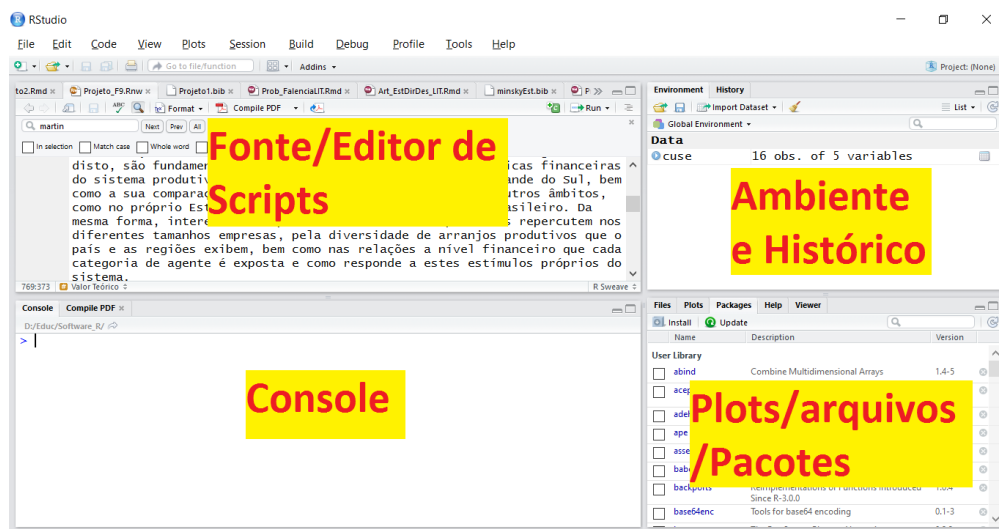 RStudio
File Edit Code View Plots Session Build Debug Profile Tools Help
Go to file/function Addins Project: (None)
to2.Rmd Projeto_F9.Rnw Projeto1.bib Prob_FalenciaLIT.Rmd Art_EstDirDes_LIT.Rmd minskyEst.bib P
Format Compile PDF Run
martin Next Prev All
In selection Match case Whole word
Fonte/Editor de
Scripts
disto, são fundamen icas financeiras
do sistema produtiv ande do Sul, bem
como a sua comparaç utros âmbitos,
como no próprio Est asileiro. Da
mesma forma, intere s repercutem nos
diferentes tamanhos empresas, pela diversidade de arranjos produtivos que o
país e as regiões exibem, bem como nas relações a nível financeiro que cada
categoria de agente é exposta e como responde a estes estímulos próprios do
sistema.
769:373 Valor Teórico R Sweave
Console Compile PDF
D:/Educ/Software_R/
>
Console
Environment History
Import Dataset List
Global Environment
Data
cuse 16 obs. of 5 variables
Ambiente
e Histórico
Files Plots Packages Help Viewer
Install Update
Name Description Version
User Library
abind Combine Multidimensional Arrays 1.4-5
Plots/arquivos
/Pacotes
ape
backports Reimplementations of Functions Introduced
Since R-3.0.0
base64enc Tools for base64 encoding 0.1-3